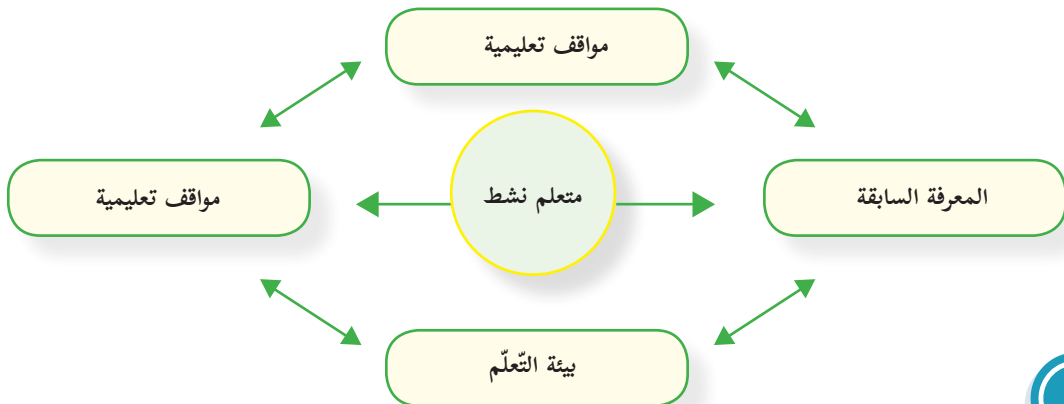 مواقف تعليمية
المعرفة السابقة
متعلم نشط
مواقف تعليمية
بيئة التّعلّم